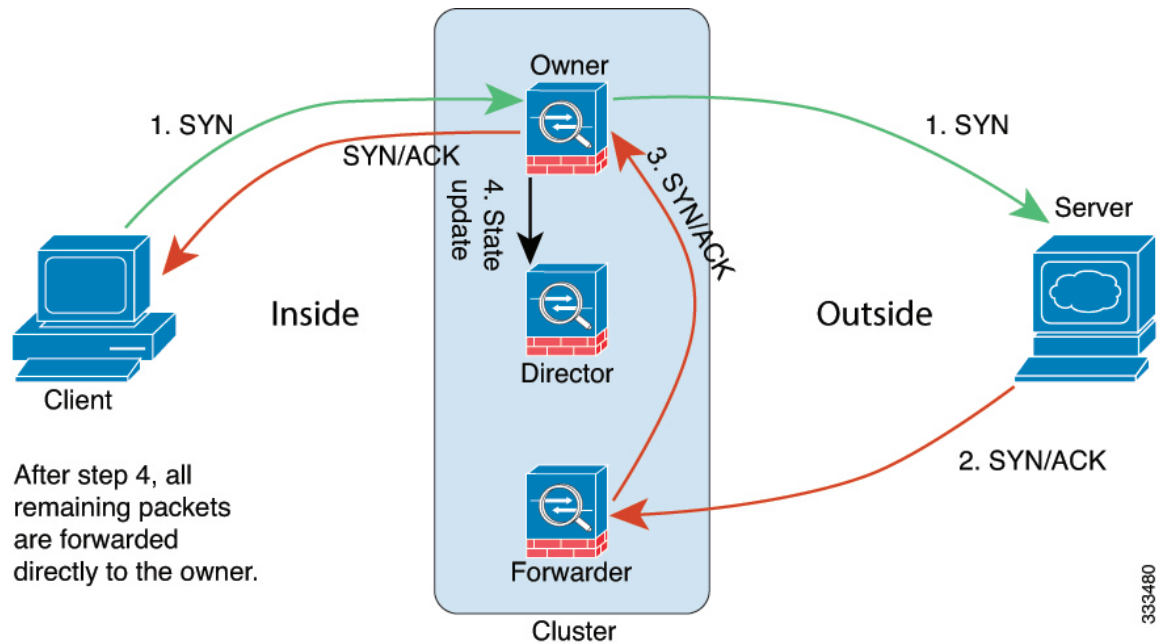 Owner
1. SYN
1. SYN
SYN/ACK
4. State
update
3. SYN/ACK
Server
Inside
Outside
Director
Client
2. SYN/ACK
After step 4, all
remaining packets
are forwarded
directly to the owner.
Forwarder
Cluster
333480